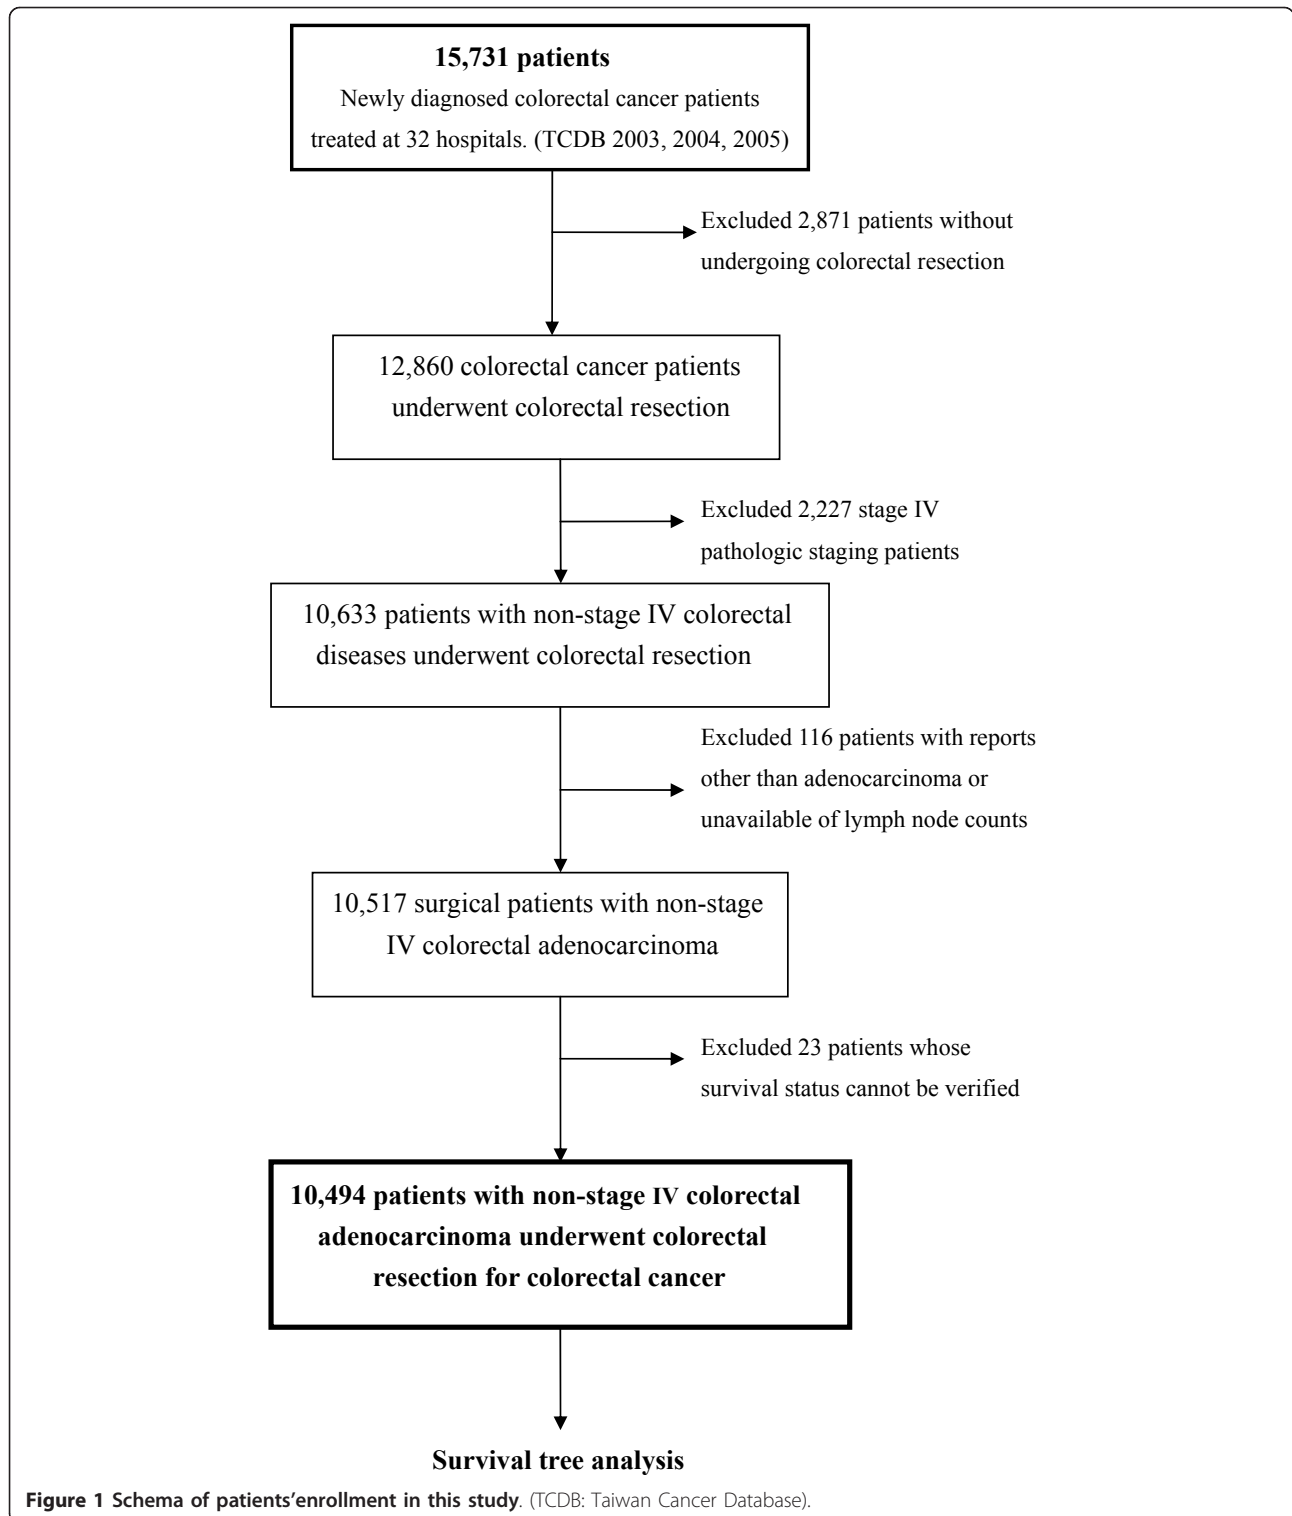 15,731 patients
Newly diagnosed colorectal cancer patients
treated at 32 hospitals. (TCDB 2003, 2004, 2005)
Excluded 2,871 patients without
undergoing colorectal resection
12,860 colorectal cancer patients
underwent colorectal resection
Excluded 2,227 stage IV
pathologic staging patients
10,633 patients with non-stage IV colorectal
diseases underwent colorectal resection
Excluded 116 patients with reports
other than adenocarcinoma or
unavailable of lymph node counts
10,517 surgical patients with non-stage
IV colorectal adenocarcinoma
Excluded 23 patients whose
survival status cannot be verified
10,494 patients with non-stage IV colorectal
adenocarcinoma underwent colorectal
resection for colorectal cancer
Survival tree analysis
Figure 1 Schema of patients'enrollment in this study. (TCDB: Taiwan Cancer Database).